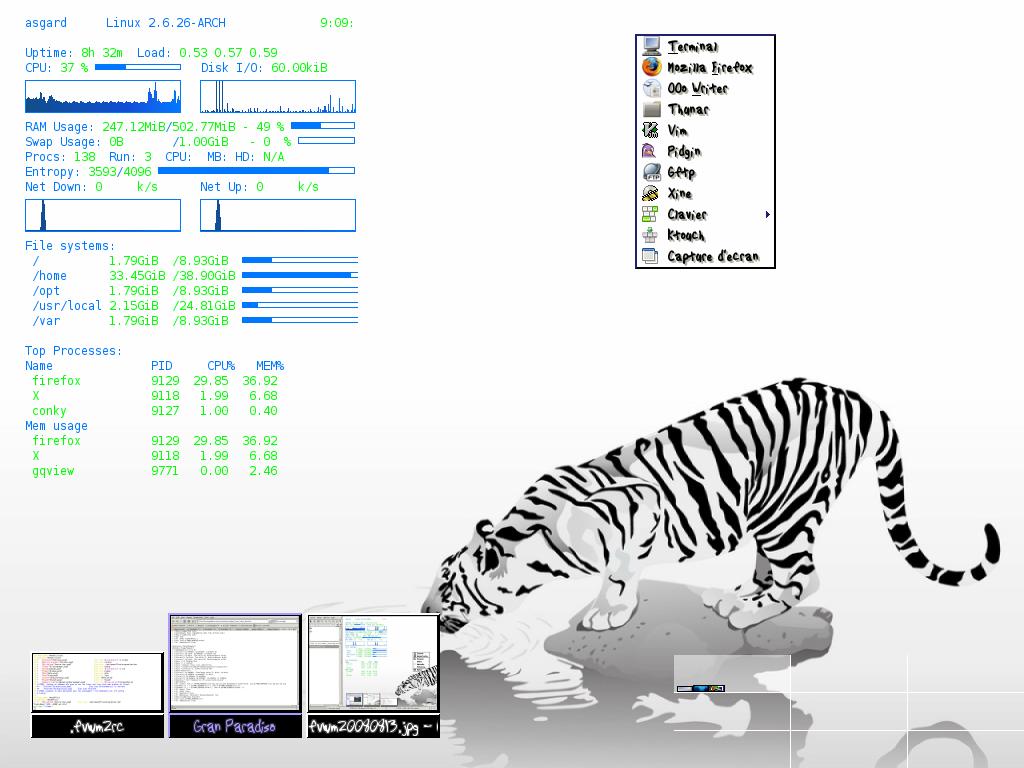 asgard Linux 2.6.26-ARCH 9:09:
Uptime: 8h 32m Load: 0.53 0.57 0.59
CPU: 37 % Disk I/O: 60.00kiB
RAM Usage: 247.12MiB/502.77MiB - 49 %
Swap Usage: 0B /1.00GiB - 0 %
Procs: 138 Run: 3 CPU: MB: HD: N/A
Entropy: 3593/4096
Net Down: 0 k/s Net Up: 0 k/s
File systems:
/ 1.79GiB /8.93GiB
/home 33.45GiB /38.90GiB
/opt 1.79GiB /8.93GiB
/usr/local 2.15GiB /24.81GiB
/var 1.79GiB /8.93GiB
Top Processes:
Name PID CPU% MEM%
firefox 9129 29.85 36.92
X 9118 1.99 6.68
conky 9127 1.00 0.40
Mem usage
firefox 9129 29.85 36.92
X 9118 1.99 6.68
gqview 9771 0.00 2.46
Terminal
Mozilla Firefox
OOo Writer
Thunar
Vim
Pidgin
Gftp
Xine
Clavier
Ktouch
Capture d'ecran
.fvwm2rc
Gran Paradiso
fvwm20080813.jpg -